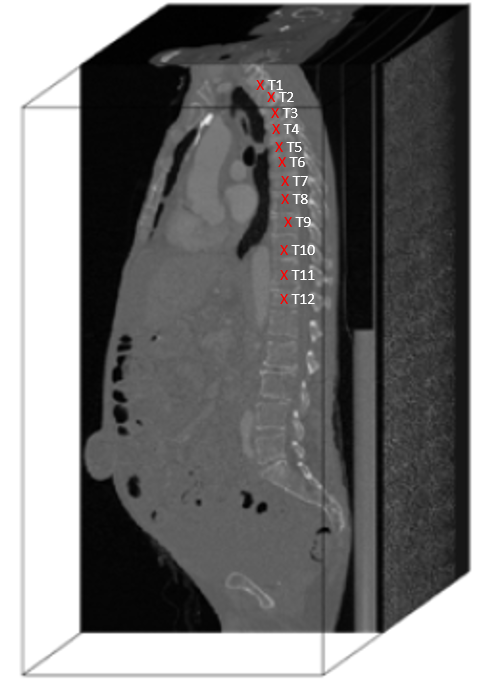 X T1
X T2
X T3
X T4
X T5
X T6
X T7
X T8
X T9
X T10
X T11
X T12